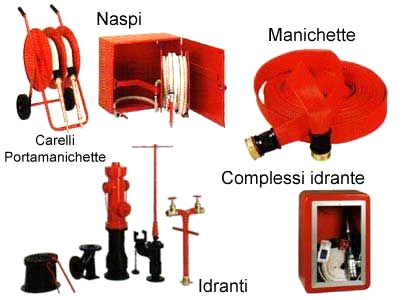 Naspi
Manichette
Carelli
Portamanichette
Complessi idrante
Idranti